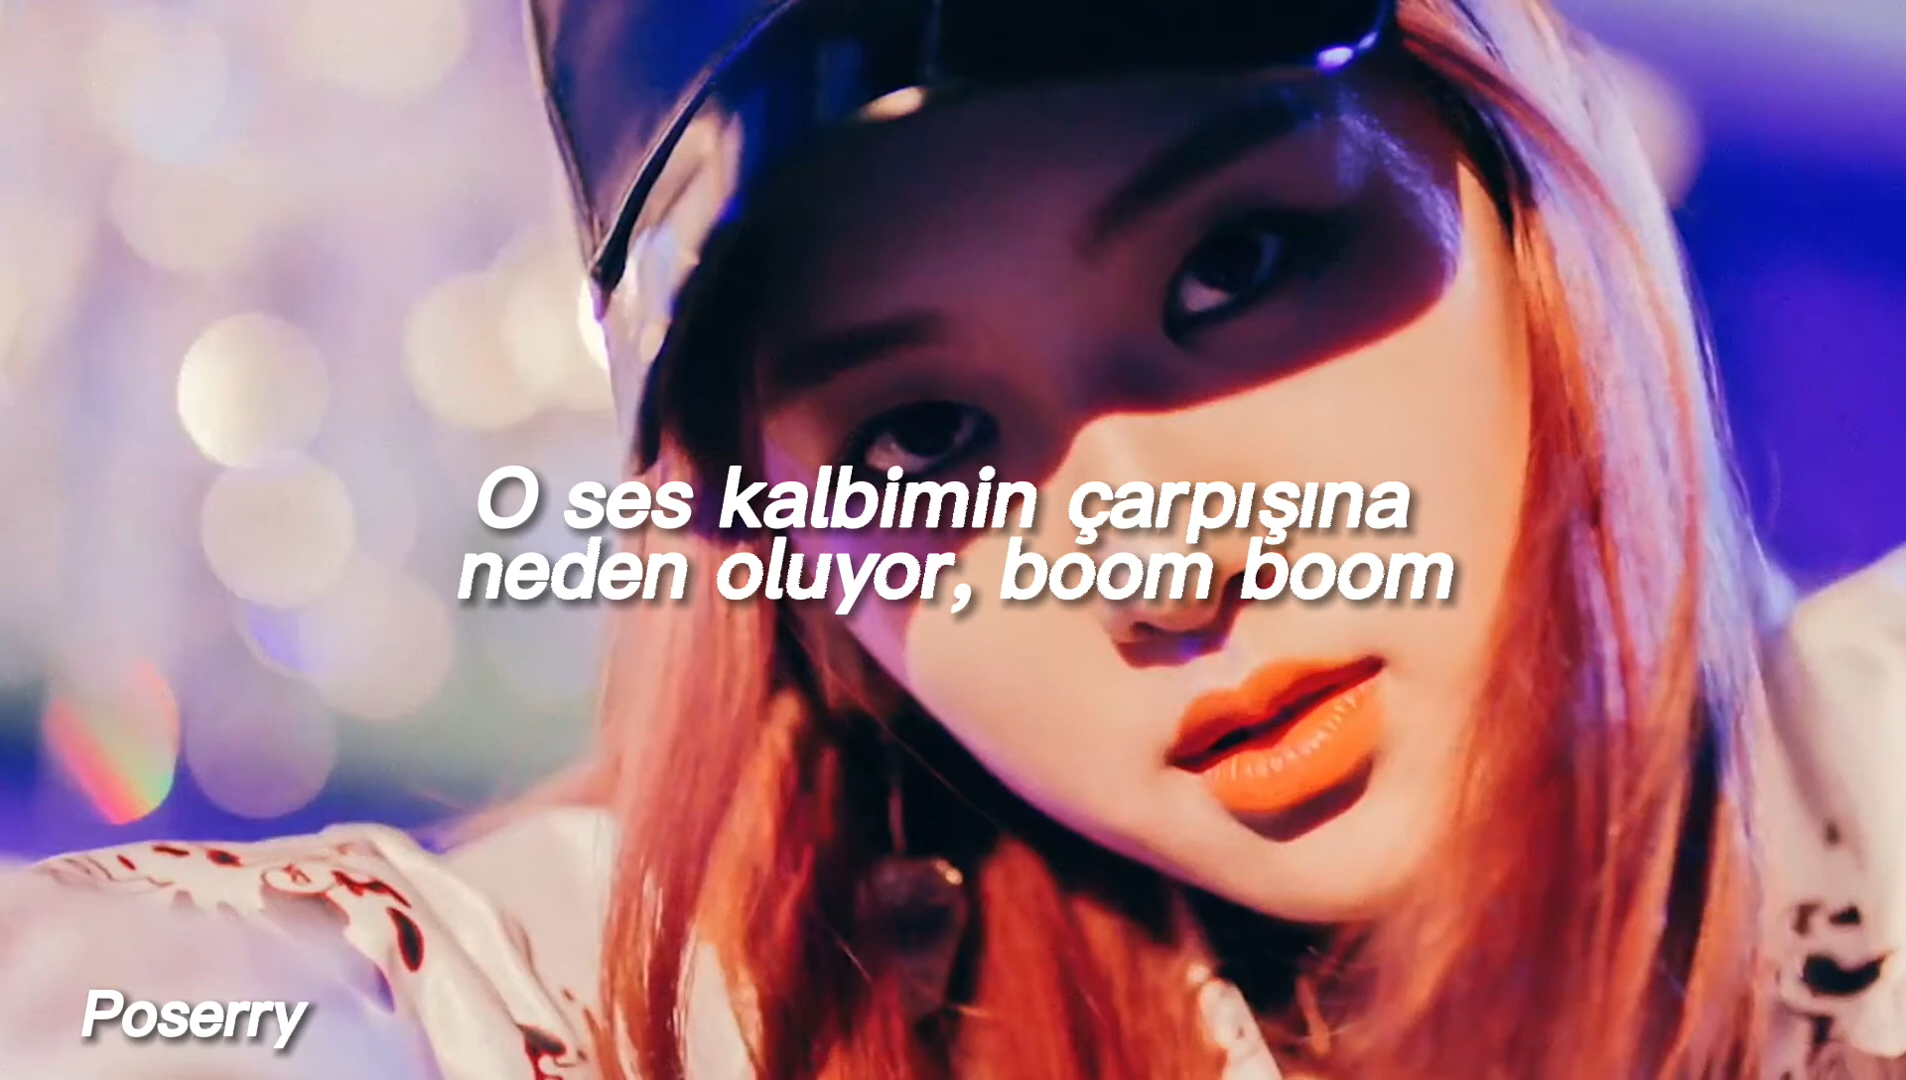 O ses kalbimin çarpışına
neden oluyor, boom boom
Poserry